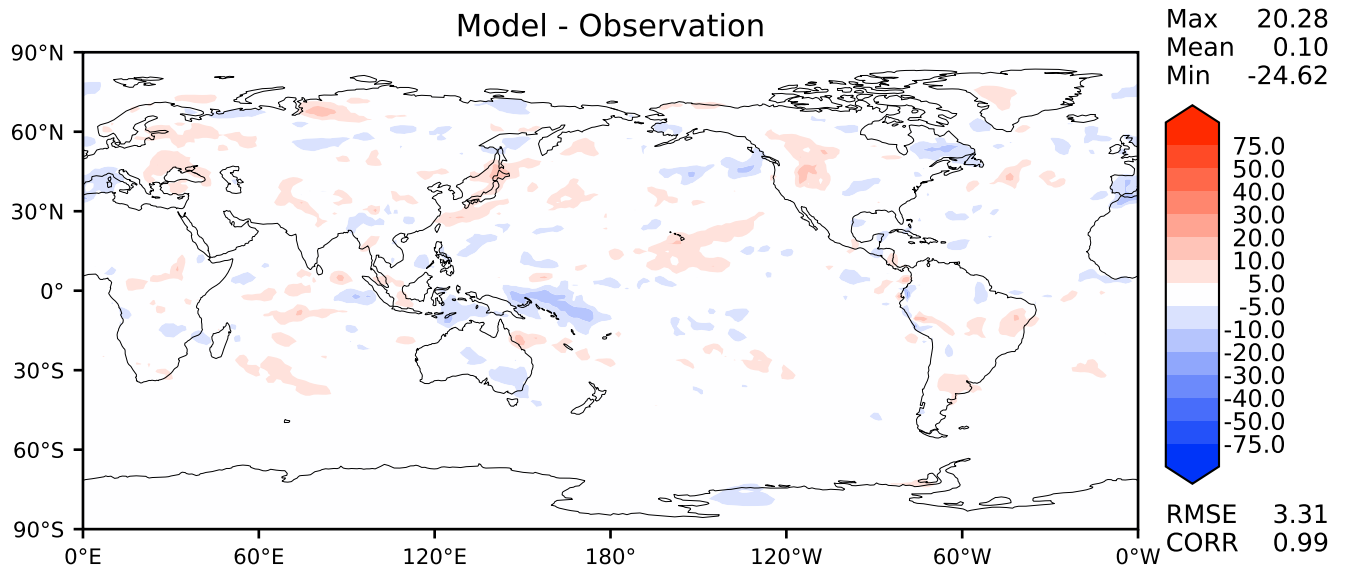 Model - Observation
Max 20.28
Mean 0.10
Min -24.62
90°N
60°N
30°N
0°
30°S
60°S
90°S
0°E 60°E 120°E 180° 120°W 60°W 0°W
75.0
50.0
40.0
30.0
20.0
10.0
5.0
-5.0
-10.0
-20.0
-30.0
-40.0
-50.0
-75.0
RMSE 3.31
CORR 0.99